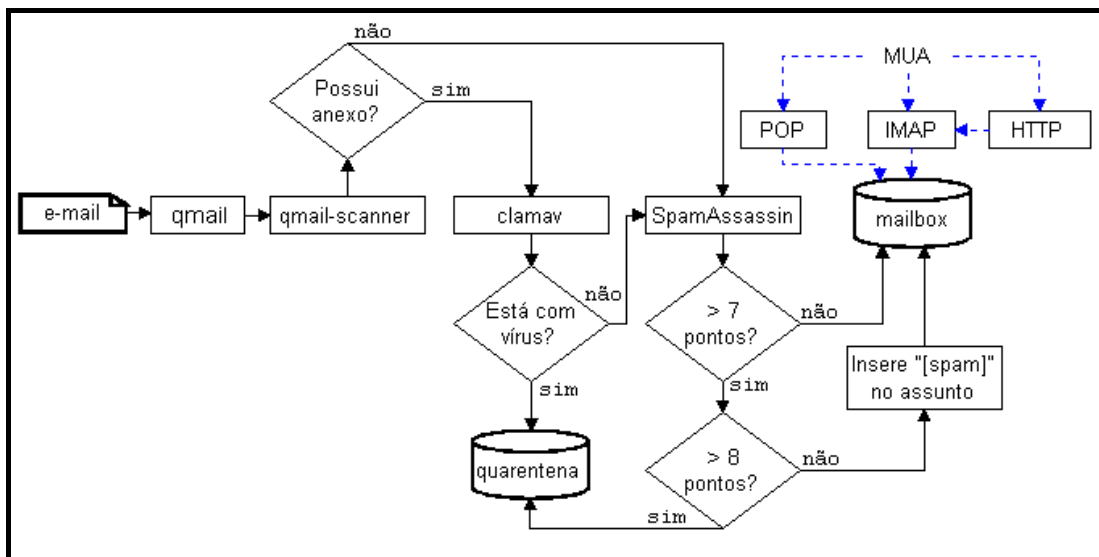 não
Possui
anexo?
sim
MUA
POP
IMAP
HTTP
e-mail
qmail
qmail-scanner
clamav
SpamAssassin
mailbox
Está com
vírus?
não
sim
> 7
pontos?
não
sim
Insere "[spam]"
no assunto
quarentena
> 8
pontos?
não
sim